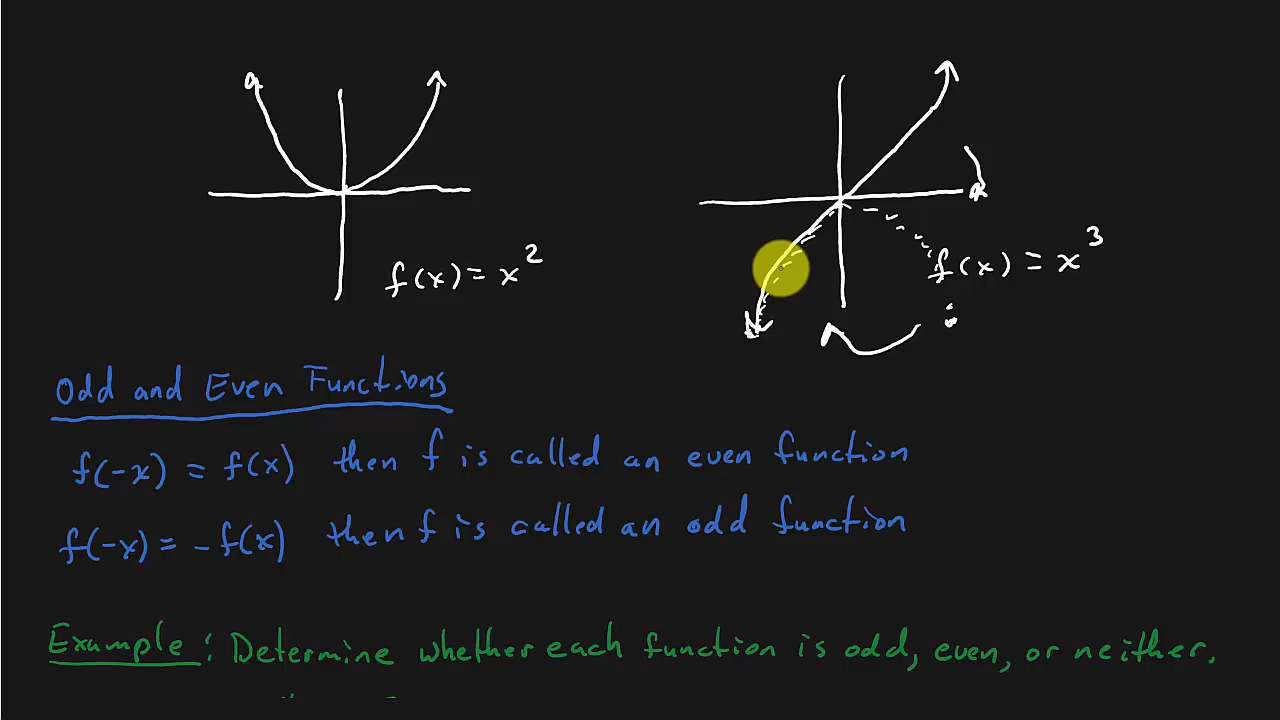 f(x) = x²
f(x) = x³
Odd and Even Functions
f(-x) = f(x) then f is called an even function
f(-x) = -f(x) then f is called an odd function
Example: Determine whether each function is odd, even, or neither.